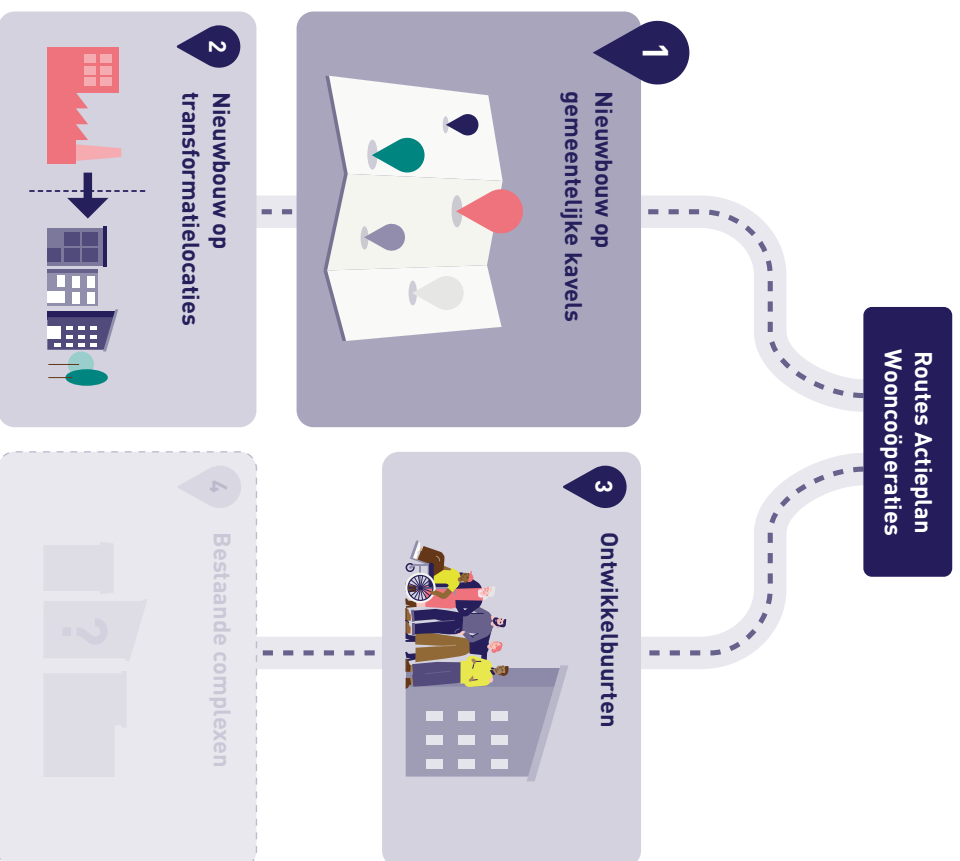 Routes Actieplan
Wooncoöperaties
1
Nieuwbouw op
gemeentelijke kavels
2
Nieuwbouw op
transformatielocaties
3
Ontwikkelbuurten
4
Bestaande complexen
?